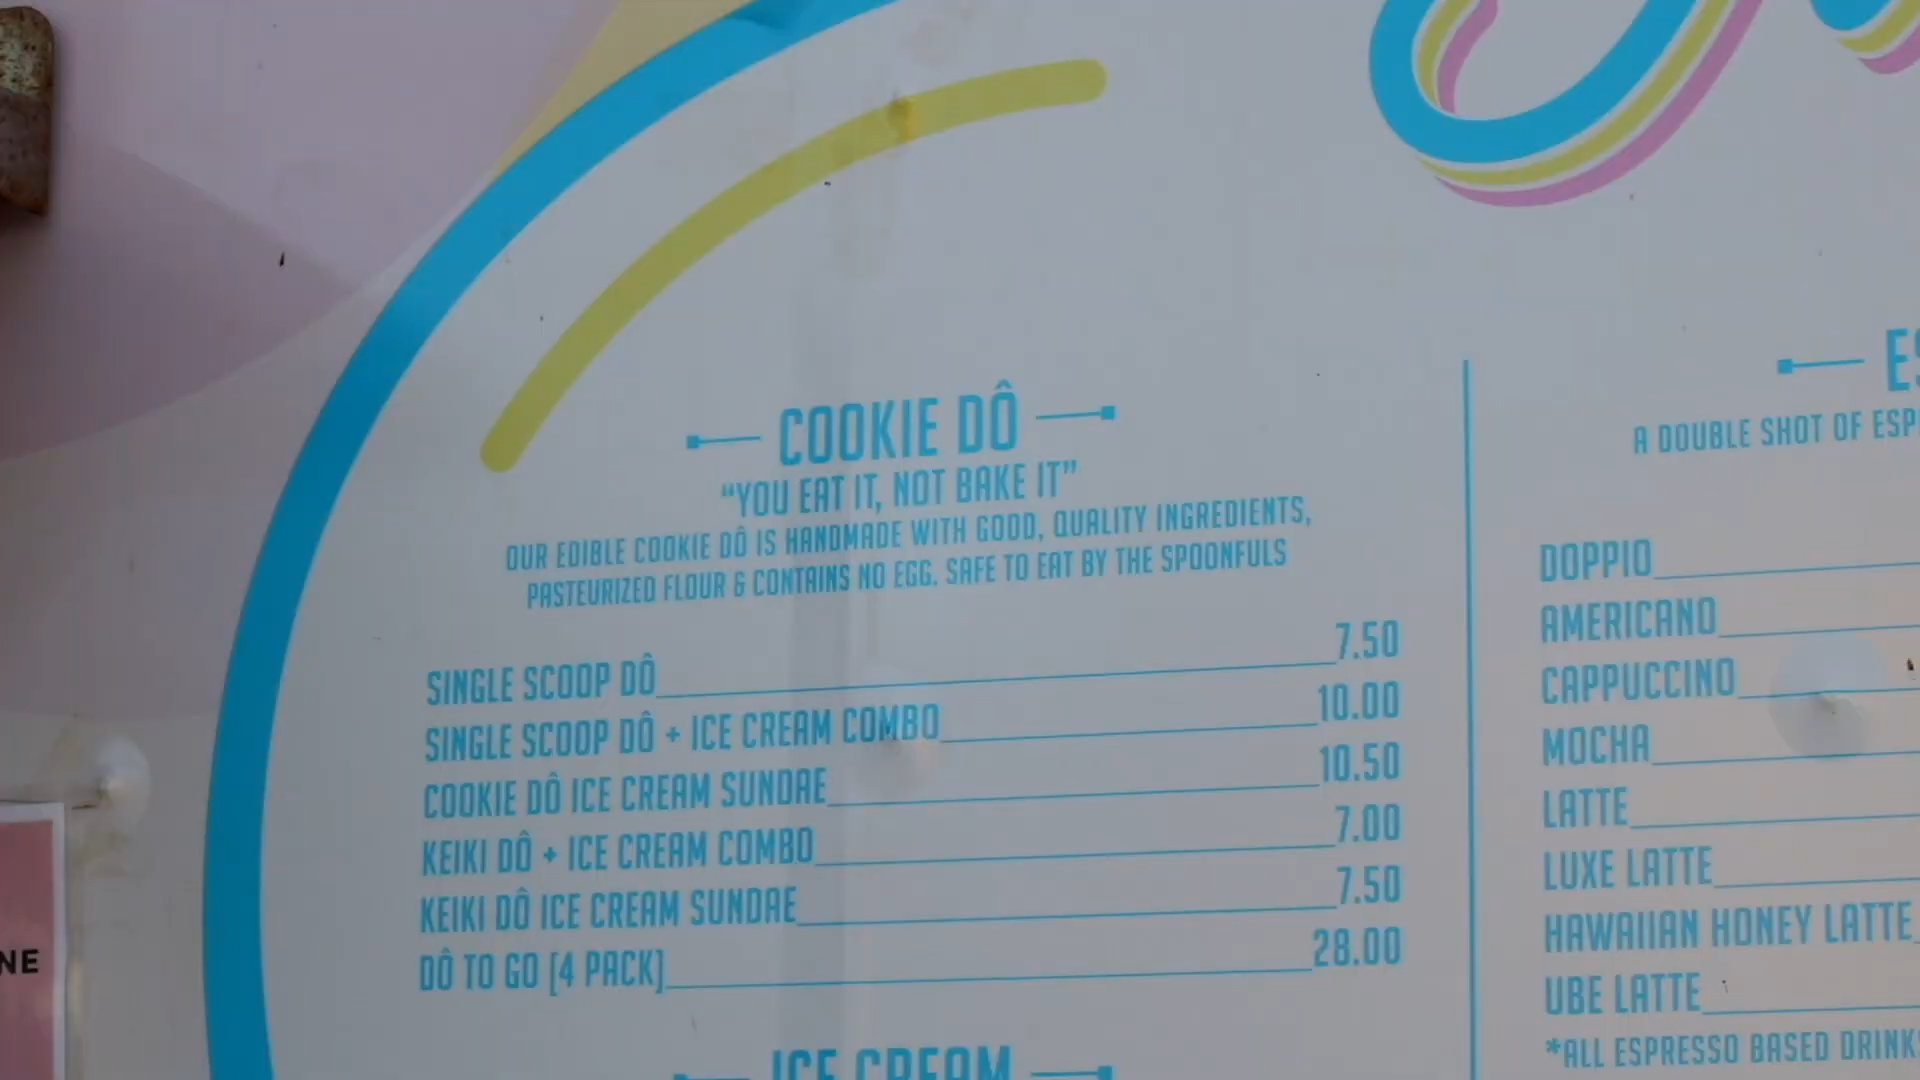 COOKIE DÔ
“YOU EAT IT, NOT BAKE IT”
OUR EDIBLE COOKIE DÔ IS HANDMADE WITH GOOD, QUALITY INGREDIENTS,
PASTEURIZED FLOUR & CONTAINS NO EGG. SAFE TO EAT BY THE SPOONFULS
SINGLE SCOOP DÔ 7.50
SINGLE SCOOP DÔ + ICE CREAM COMBO 10.00
COOKIE DÔ ICE CREAM SUNDAE 10.50
KEIKI DÔ + ICE CREAM COMBO 7.00
KEIKI DÔ ICE CREAM SUNDAE 7.50
DÔ TO GO [4 PACK] 28.00
ICE CREAM
A DOUBLE SHOT OF
DOPPIO
AMERICANO
CAPPUCCINO
MOCHA
LATTE
LUXE LATTE
HAWAIIAN HONEY LATTE
UBE LATTE
*ALL ESPRESSO BASED DRINK
NE